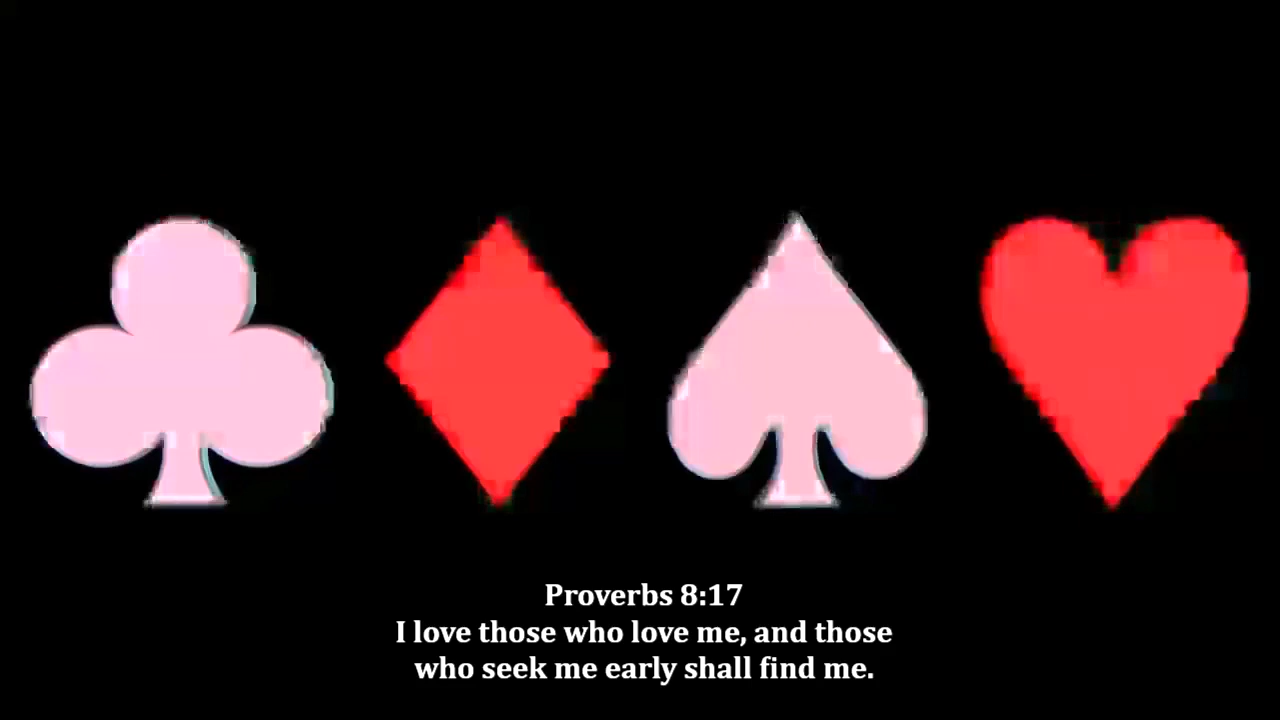 Proverbs 8:17
I love those who love me, and those
who seek me early shall find me.